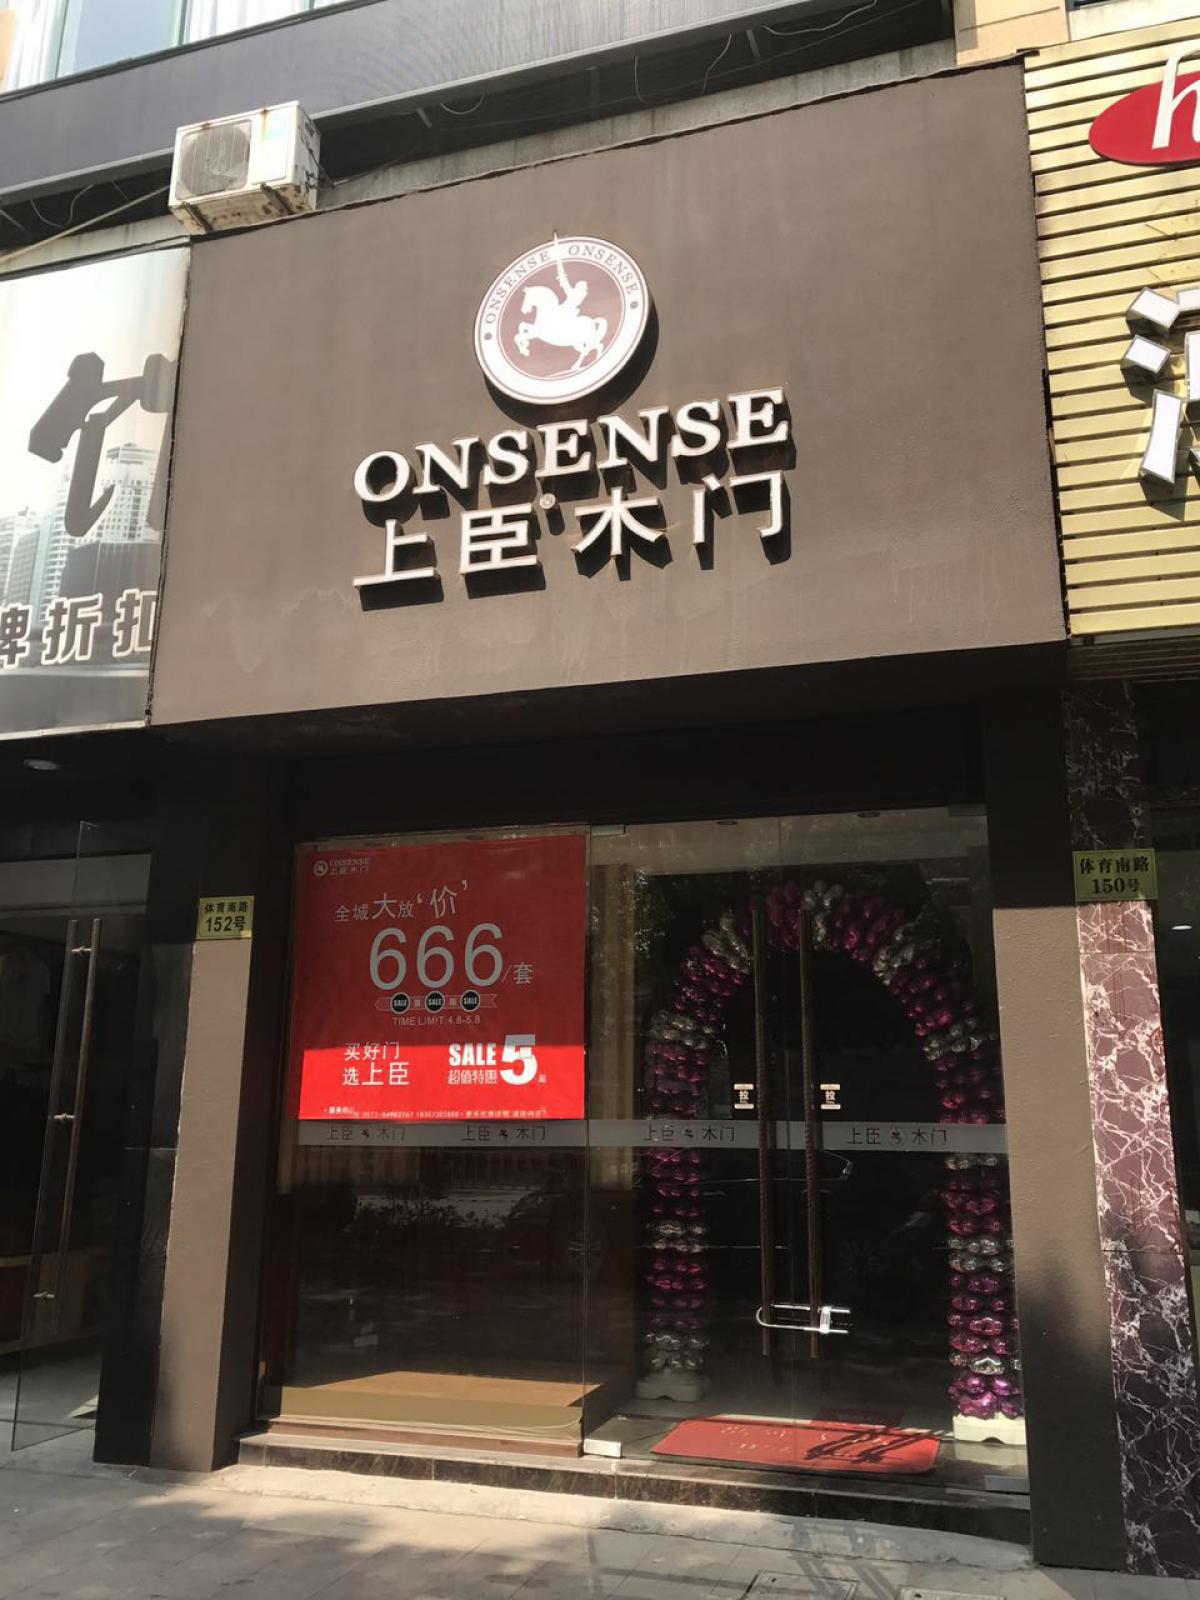 ONSENSE ONSENSE
ONSENSE
上臣®木门
h
牌折扣
体育南路
152号
体育南路
150号
ONSENSE
上臣木门
全城大放‘价’
666/套
SALE SALE SALE
TIME LIMIT: 4.8-5.8
买好门
选上臣
SALE 5起
超值特惠
拉
拉
上臣 木门
上臣 木门
上臣 木门
上臣 木门